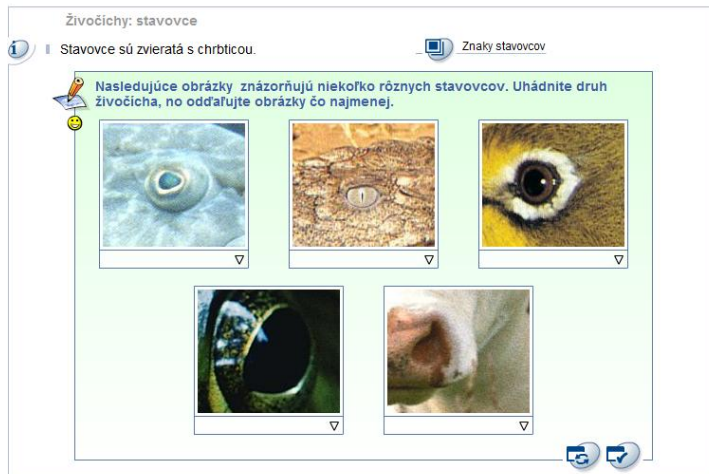 Živočíchy: stavovce
Stavovce sú zvieratá s chrbticou.
Znaky stavovcov
Nasledujúce obrázky znázorňujú niekoľko rôznych stavovcov. Uhádnite druh
živočícha, no odďaľujte obrázky čo najmenej.